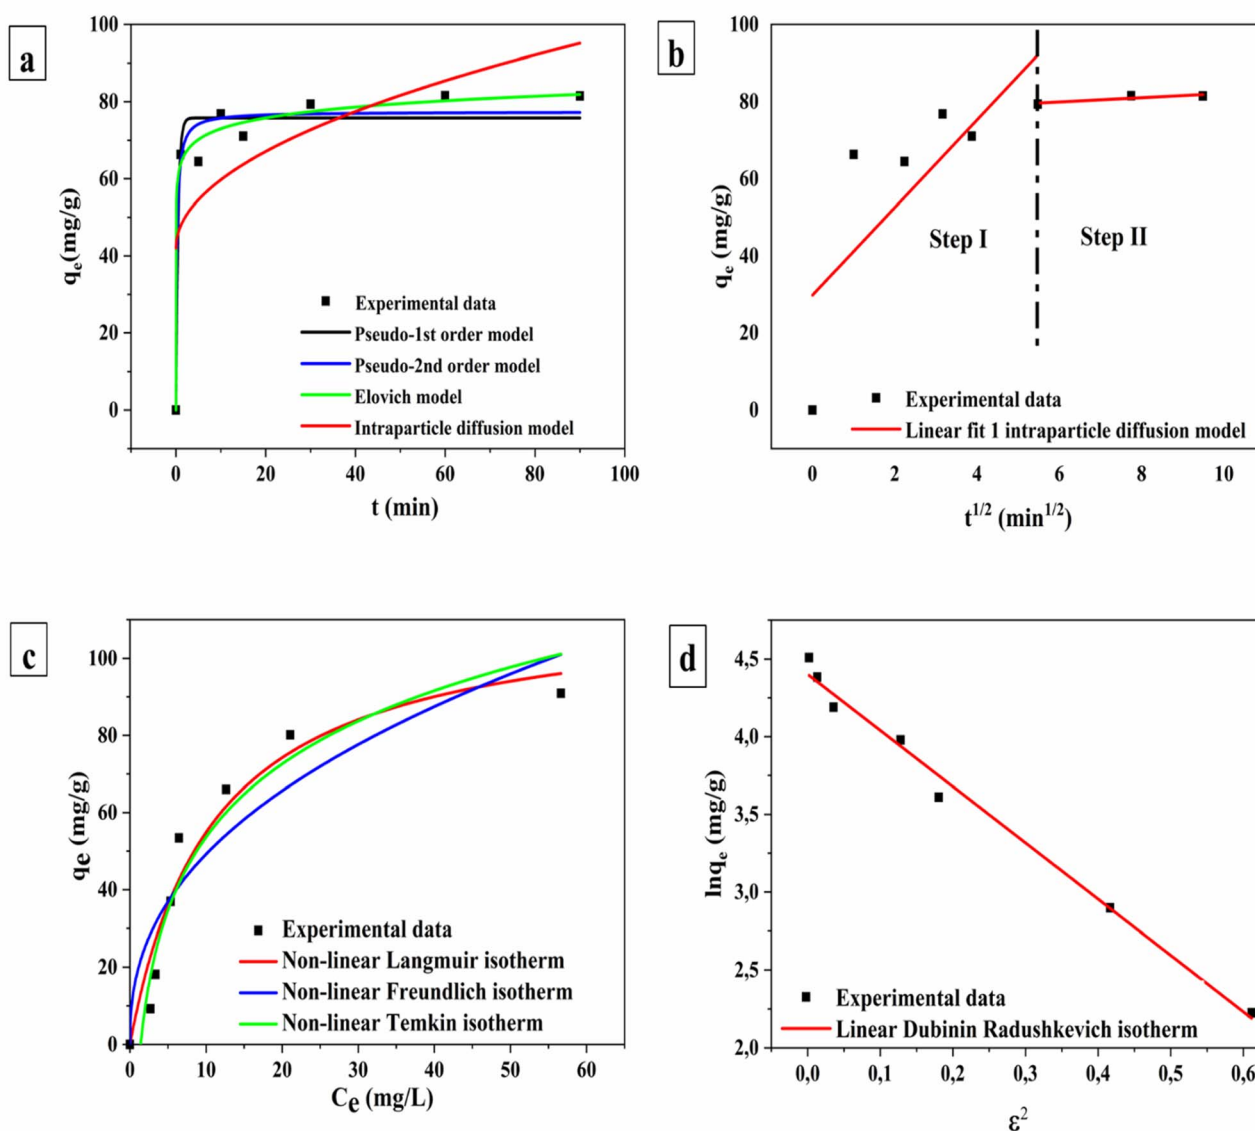 a
100
80
60
40
20
0
qe(mg/g)
Experimental data
Pseudo-1st order model
Pseudo-2nd order model
Elovich model
Intraparticle diffusion model
0 20 40 60 80 100
t (min)
b
100
80
60
40
20
0
qe (mg/g)
Step I
Step II
Experimental data
Linear fit 1 intraparticle diffusion model
0 2 4 6 8 10
t1/2 (min1/2)
c
100
80
60
40
20
0
qe (mg/g)
Experimental data
Non-linear Langmuir isotherm
Non-linear Freundlich isotherm
Non-linear Temkin isotherm
0 10 20 30 40 50 60
Ce (mg/L)
d
4,5
4,0
3,5
3,0
2,5
2,0
lnqe (mg/g)
Experimental data
Linear Dubinin Radushkevich isotherm
0,0 0,1 0,2 0,3 0,4 0,5 0,6
ε2